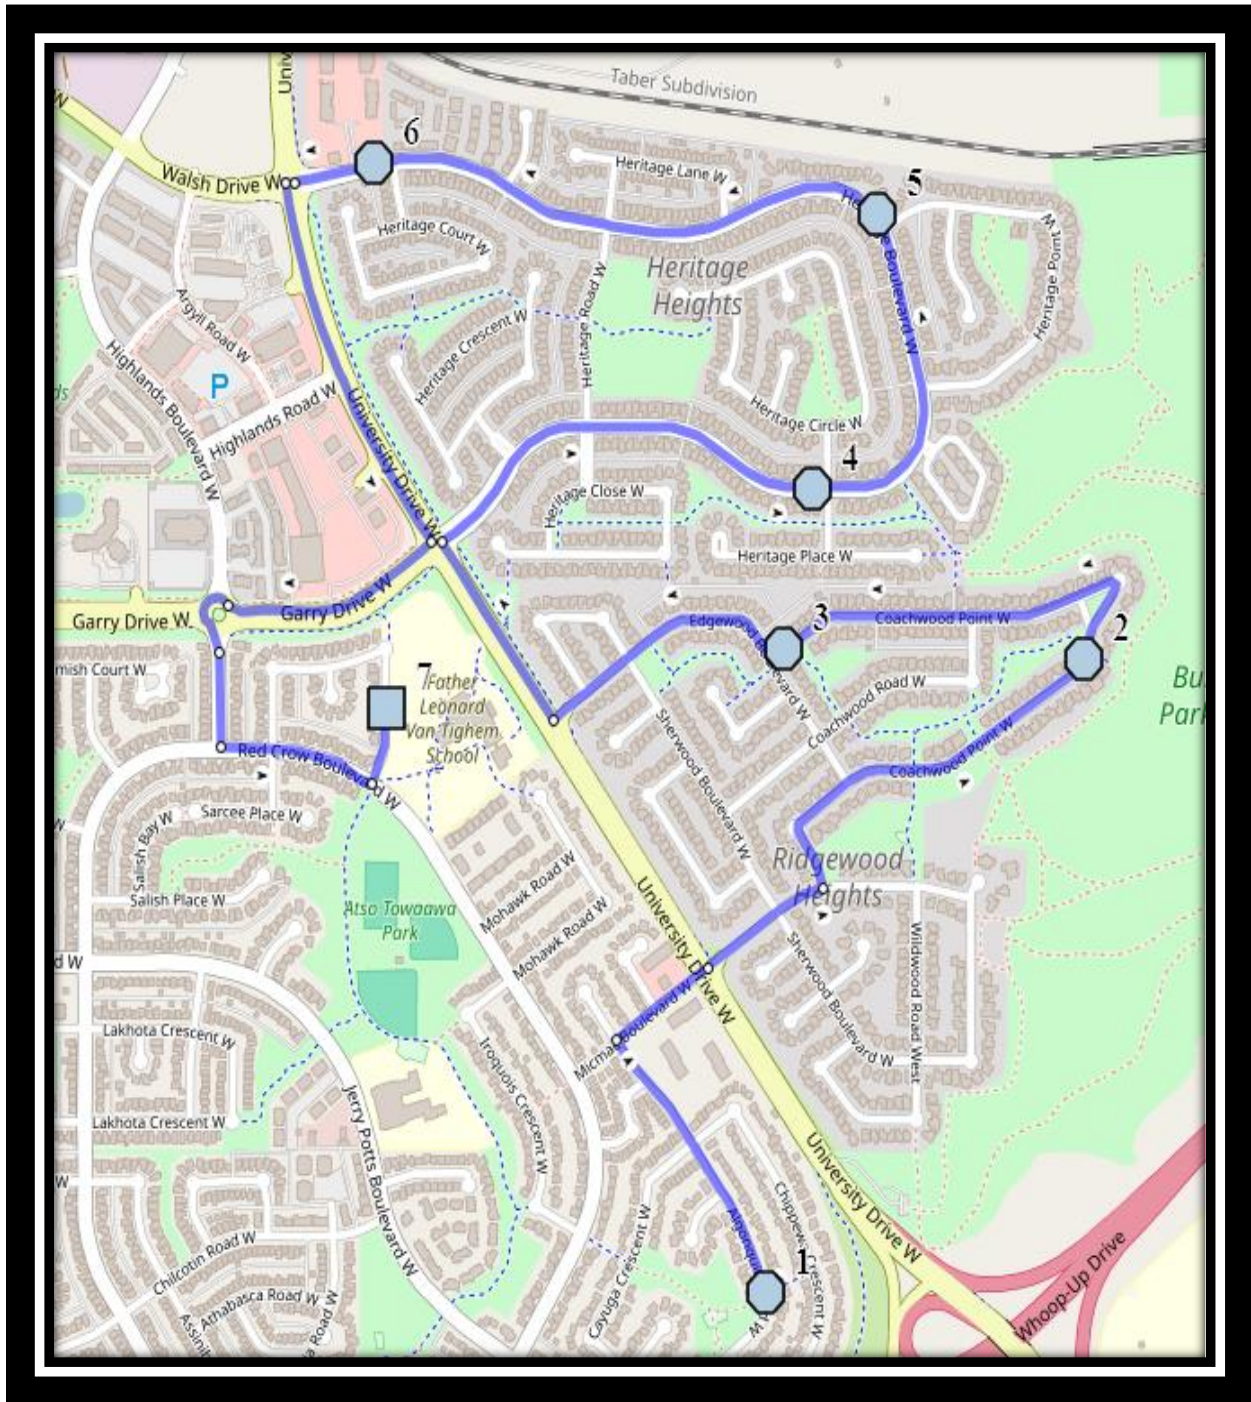 Taber Subdivision
6
Walsh Drive W
Heritage Lane W
5
Heritage Court W
Heritage
Heights
Heritage Point W
Boulevard W
Heritage Road W
Argyll Road W
Heritage Crescent W
P
Highlands Boulevard W
Highlands Road W
University Drive W
Heritage Circle W
4
Heritage Close W
Heritage Place W
Garry Drive W
Garry Drive W
3
Coachwood Point W
2
mish Court W
7
Father
Leonard
Van Tighem
School
Coachwood Road W
Sherwood Boulevard W
Coachwood Point W
Red Crow Boulevard W
Sarcee Place W
Salish Bay W
Ridgewood
Heights
Salish Place W
Atso Towaawa
Park
Mohawk Road W
Mohawk Road W
University Drive W
Sherwood Boulevard W
Wildwood Road West
Lakhota Crescent W
Iroquois Crescent W
Jerry Potts Boulevard W
Lakhota Crescent W
University Drive W
Chilcotin Road W
Cayuga Crescent W
1
Whoop-Up Drive
Athabasca Road W